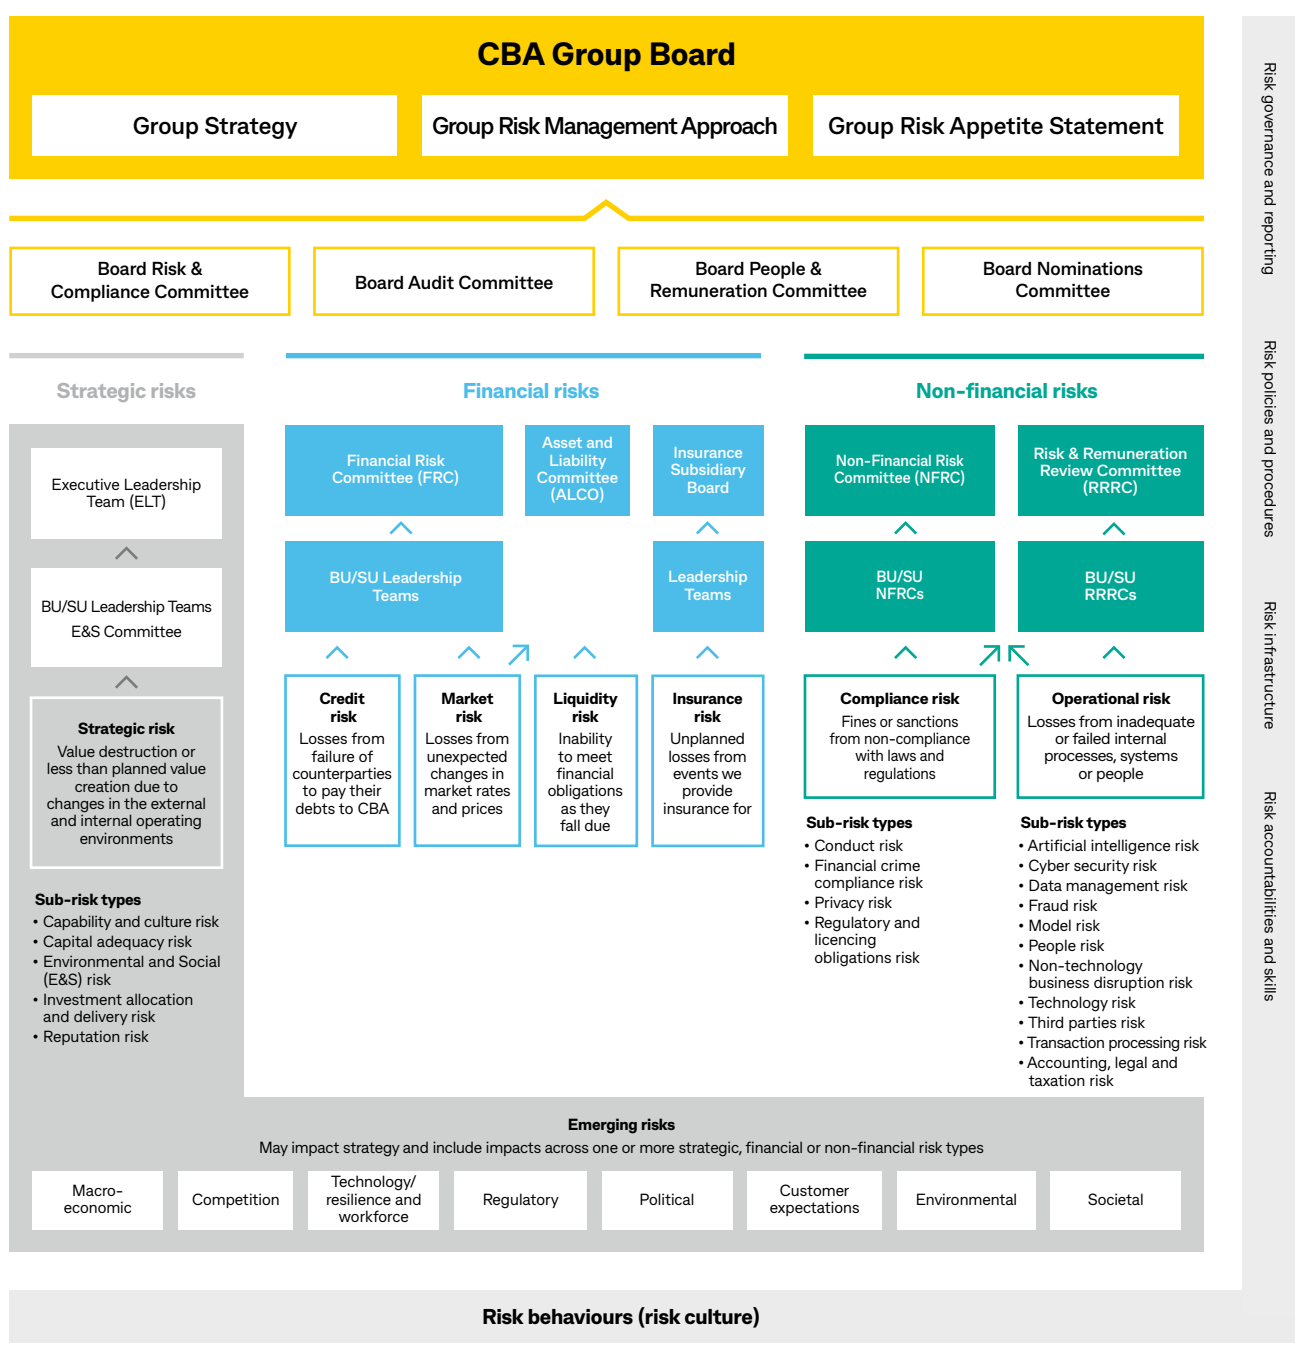 CBA Group Board
Group Strategy
Group Risk Management Approach
Group Risk Appetite Statement
Board Risk &
Compliance Committee
Board Audit Committee
Board People &
Remuneration Committee
Board Nominations
Committee
Strategic risks
Executive Leadership
Team (ELT)
BU/SU Leadership Teams
E&S Committee
Strategic risk
Value destruction or
less than planned value
creation due to
changes in the external
and internal operating
environments
Sub-risk types
• Capability and culture risk
• Capital adequacy risk
• Environmental and Social
(E&S) risk
• Investment allocation
and delivery risk
• Reputation risk
Financial risks
Financial Risk
Committee (FRC)
Asset and
Liability
Committee
(ALCO)
Insurance
Subsidiary
Board
BU/SU Leadership
Teams
Leadership
Teams
Credit
risk
Losses from
failure of
counterparties
to pay their
debts to CBA
Market
risk
Losses from
unexpected
changes in
market rates
and prices
Liquidity
risk
Inability
to meet
financial
obligations
as they
fall due
Insurance
risk
Unplanned
losses from
events we
provide
insurance for
Non-financial risks
Non-Financial Risk
Committee (NFRC)
Risk & Remuneration
Review Committee
(RRRC)
BU/SU
NFRCs
BU/SU
RRRCs
Compliance risk
Fines or sanctions
from non-compliance
with laws and
regulations
Sub-risk types
• Conduct risk
• Financial crime
compliance risk
• Privacy risk
• Regulatory and
licencing
obligations risk
Operational risk
Losses from inadequate
or failed internal
processes, systems
or people
Sub-risk types
• Artificial intelligence risk
• Cyber security risk
• Data management risk
• Fraud risk
• Model risk
• People risk
• Non-technology
business disruption risk
• Technology risk
• Third parties risk
• Transaction processing risk
• Accounting, legal and
taxation risk
Emerging risks
May impact strategy and include impacts across one or more strategic, financial or non-financial risk types
Macro-
economic
Competition
Technology/
resilience and
workforce
Regulatory
Political
Customer
expectations
Environmental
Societal
Risk governance and reporting
Risk policies and procedures
Risk infrastructure
Risk accountabilities and skills
Risk behaviours (risk culture)